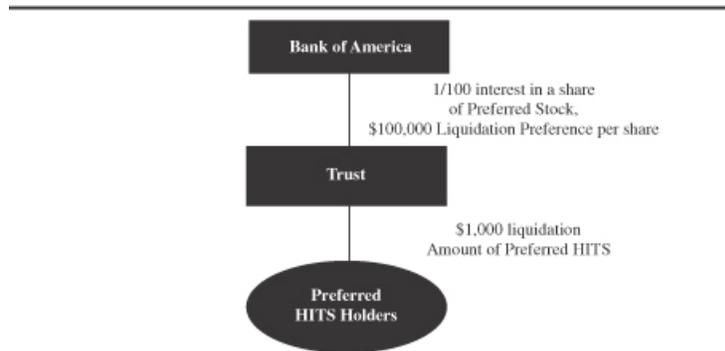 Bank of America
1/100 interest in a share
of Preferred Stock,
$100,000 Liquidation Preference per share
Trust
$1,000 liquidation
Amount of Preferred HITS
Preferred
HITS Holders